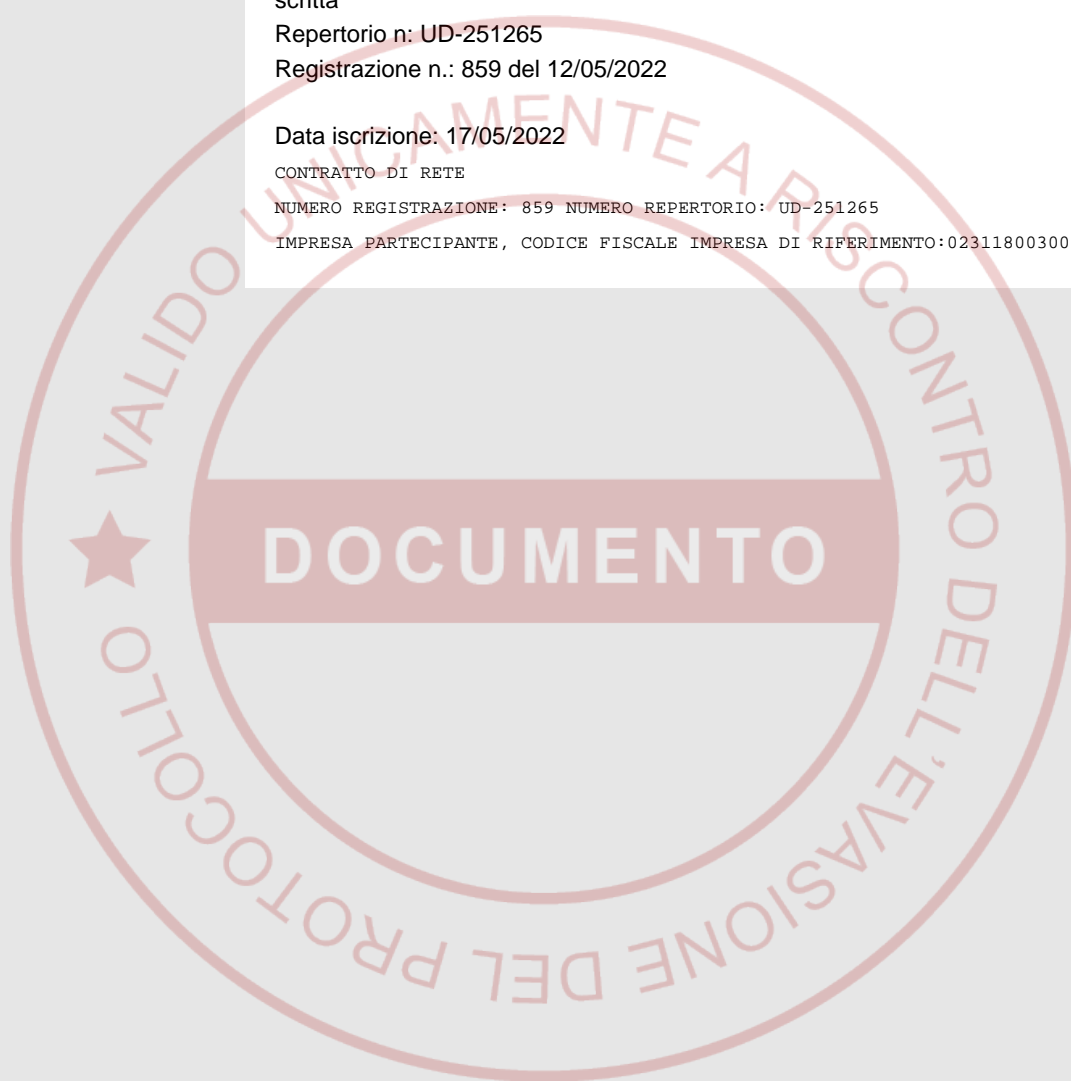 scritta
Repertorio n: UD-251265
Registrazione n.: 859 del 12/05/2022
Data iscrizione: 17/05/2022
CONTRATTO DI RETE
NUMERO REGISTRAZIONE: 859 NUMERO REPERTORIO: UD-251265
IMPRESA PARTECIPANTE, CODICE FISCALE IMPRESA DI RIFERIMENTO:02311800300
★ VALIDO UNICAMENTE A RISCONTRO DELL'EVASIONE DEL PROTOCOLLO
DOCUMENTO